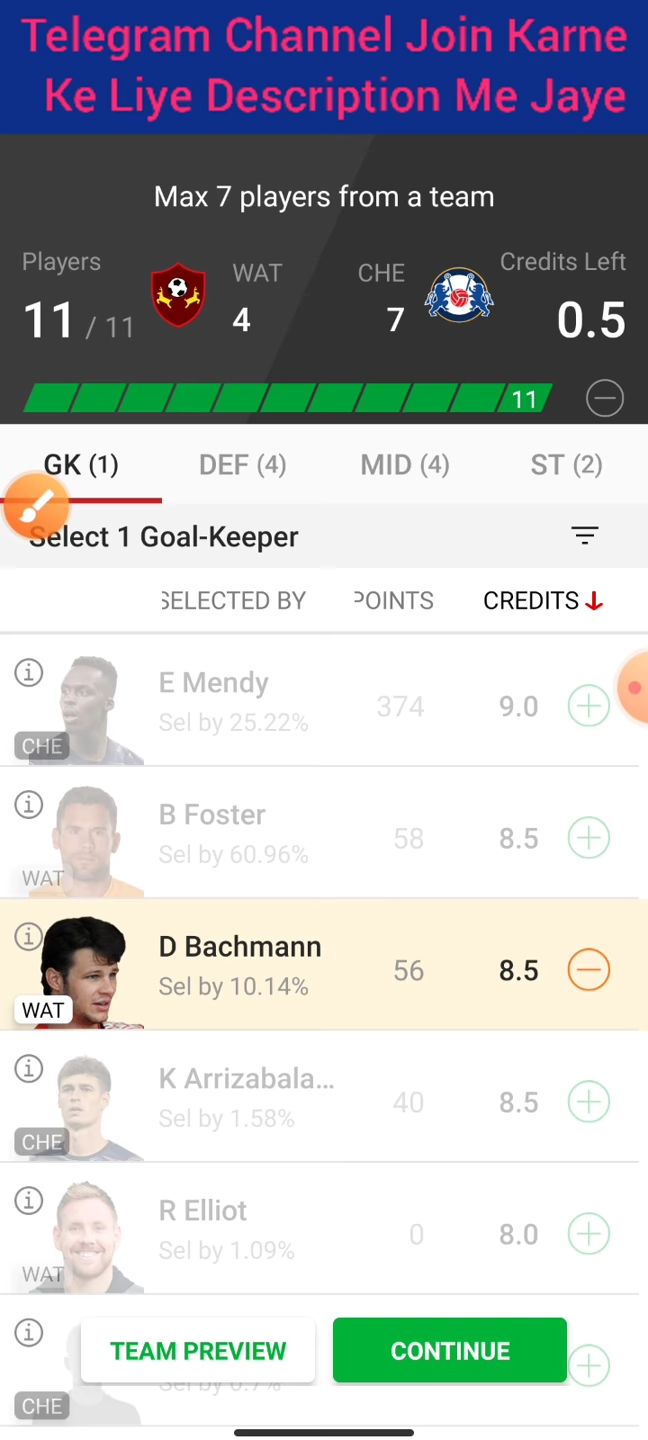 Telegram Channel Join Karne
Ke Liye Description Me Jaye
Max 7 players from a team
Players
WAT
CHE
Credits Left
11 / 11
4
7
0.5
11
GK (1)
DEF (4)
MID (4)
ST (2)
Select 1 Goal-Keeper
SELECTED BY
POINTS
CREDITS
E Mendy
Sel by 25.22%
374
9.0
CHE
B Foster
Sel by 60.96%
58
8.5
WAT
D Bachmann
Sel by 10.14%
56
8.5
WAT
K Arrizabala...
Sel by 1.58%
40
8.5
CHE
R Elliot
Sel by 1.09%
0
8.0
WAT
TEAM PREVIEW
CONTINUE
Sel by 0.7%
CHE